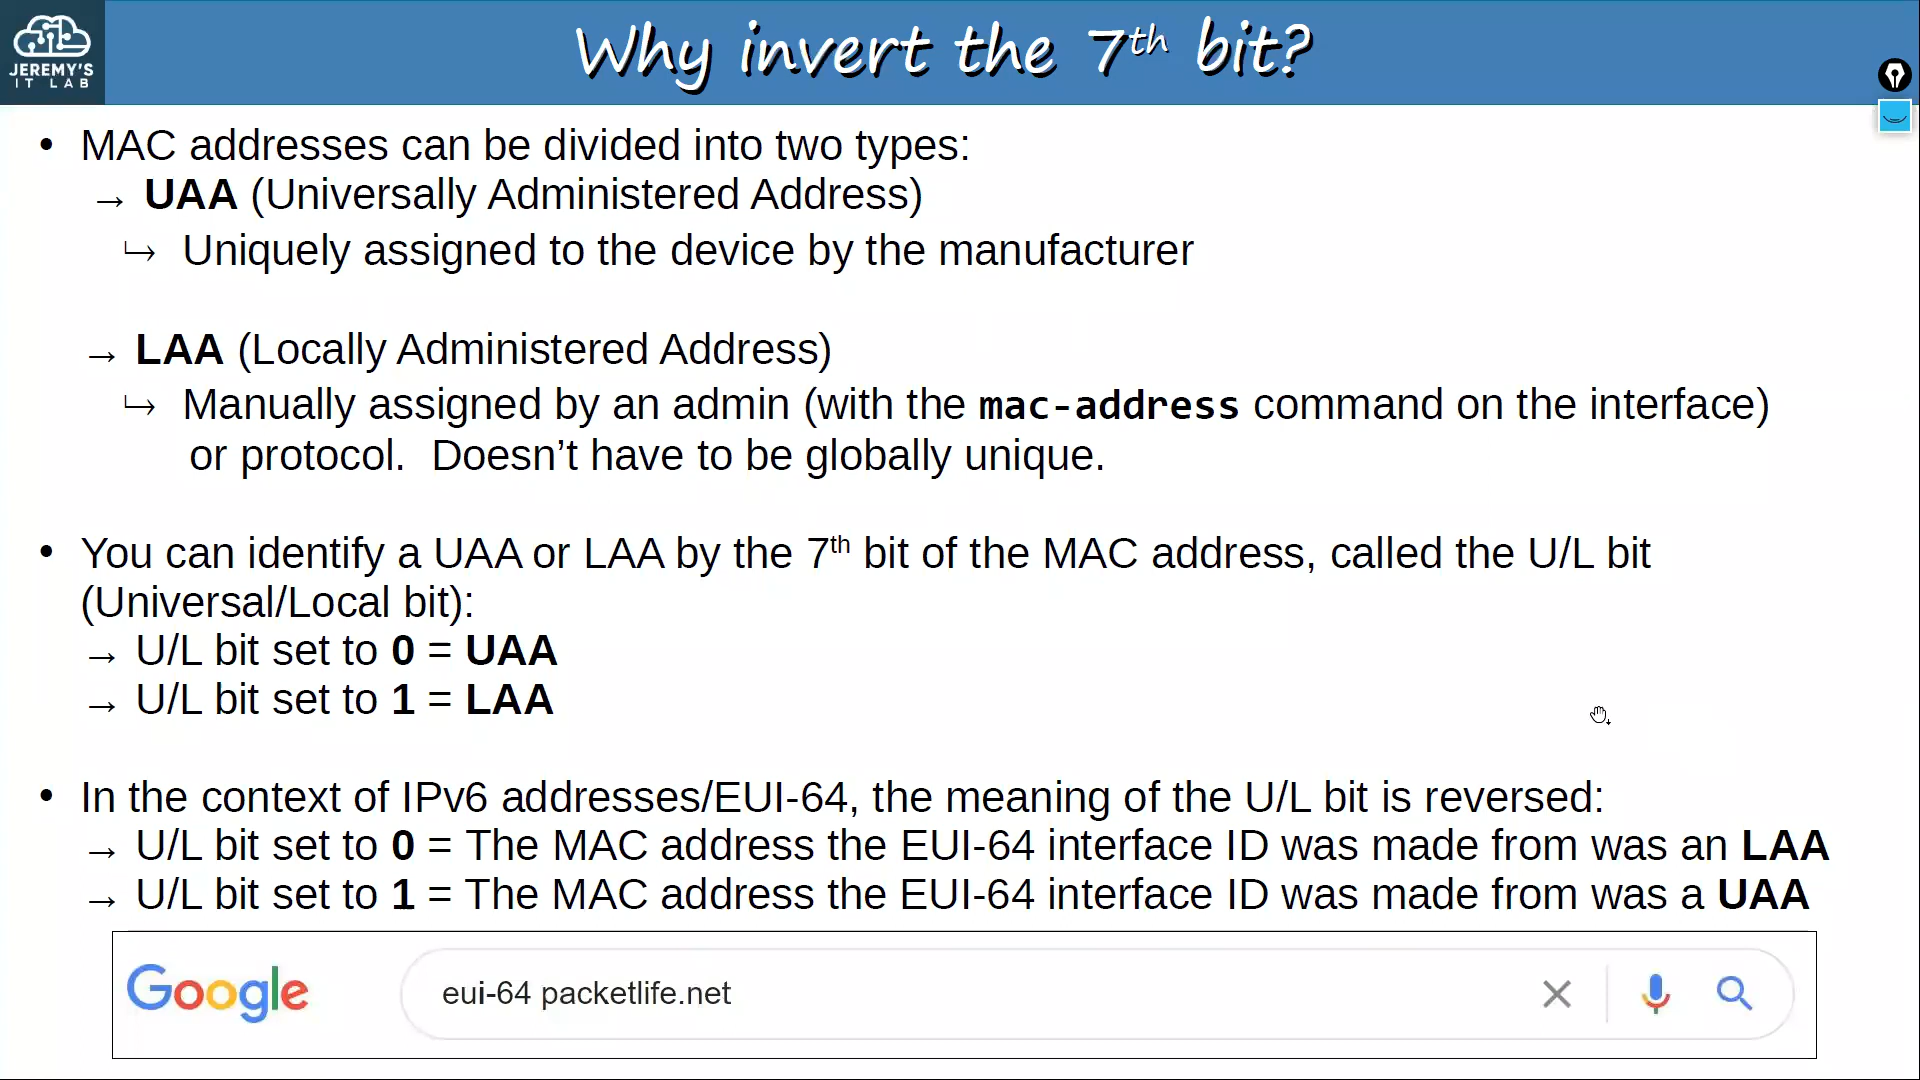 JEREMY'S
IT LAB
Why invert the 7th bit?
• MAC addresses can be divided into two types:
→ UAA (Universally Administered Address)
↪ Uniquely assigned to the device by the manufacturer
→ LAA (Locally Administered Address)
↪ Manually assigned by an admin (with the mac-address command on the interface)
or protocol. Doesn’t have to be globally unique.
• You can identify a UAA or LAA by the 7th bit of the MAC address, called the U/L bit
(Universal/Local bit):
→ U/L bit set to 0 = UAA
→ U/L bit set to 1 = LAA
• In the context of IPv6 addresses/EUI-64, the meaning of the U/L bit is reversed:
→ U/L bit set to 0 = The MAC address the EUI-64 interface ID was made from was an LAA
→ U/L bit set to 1 = The MAC address the EUI-64 interface ID was made from was a UAA
Google eui-64 packetlife.net